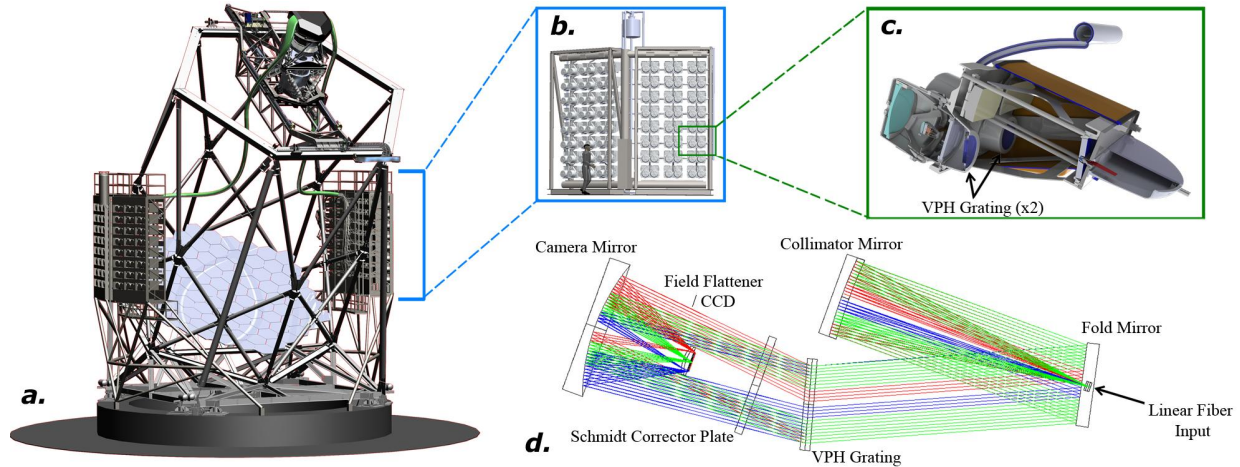 a.
b.
c.
VPH Grating (x2)
Camera Mirror
Field Flattener
/ CCD
Collimator Mirror
Fold Mirror
Linear Fiber
Input
Schmidt Corrector Plate
VPH Grating
d.